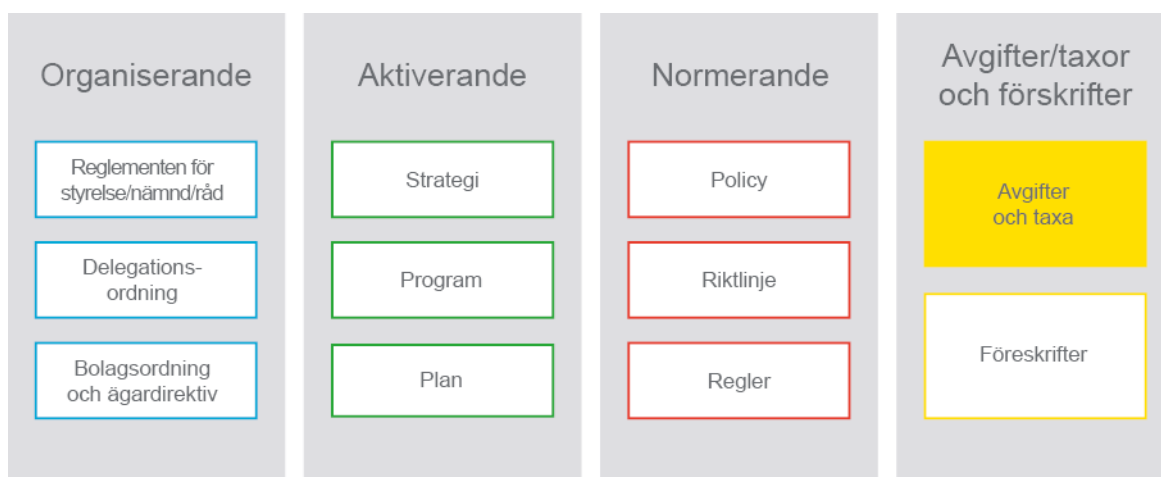 Organiserande
Reglementen för
styrelse/nämnd/råd
Delegations-
ordning
Bolagsordning
och ägardirektiv
Aktiverande
Strategi
Program
Plan
Normerande
Policy
Riktlinje
Regler
Avgifter/taxor
och förskrifter
Avgifter
och taxa
Föreskrifter